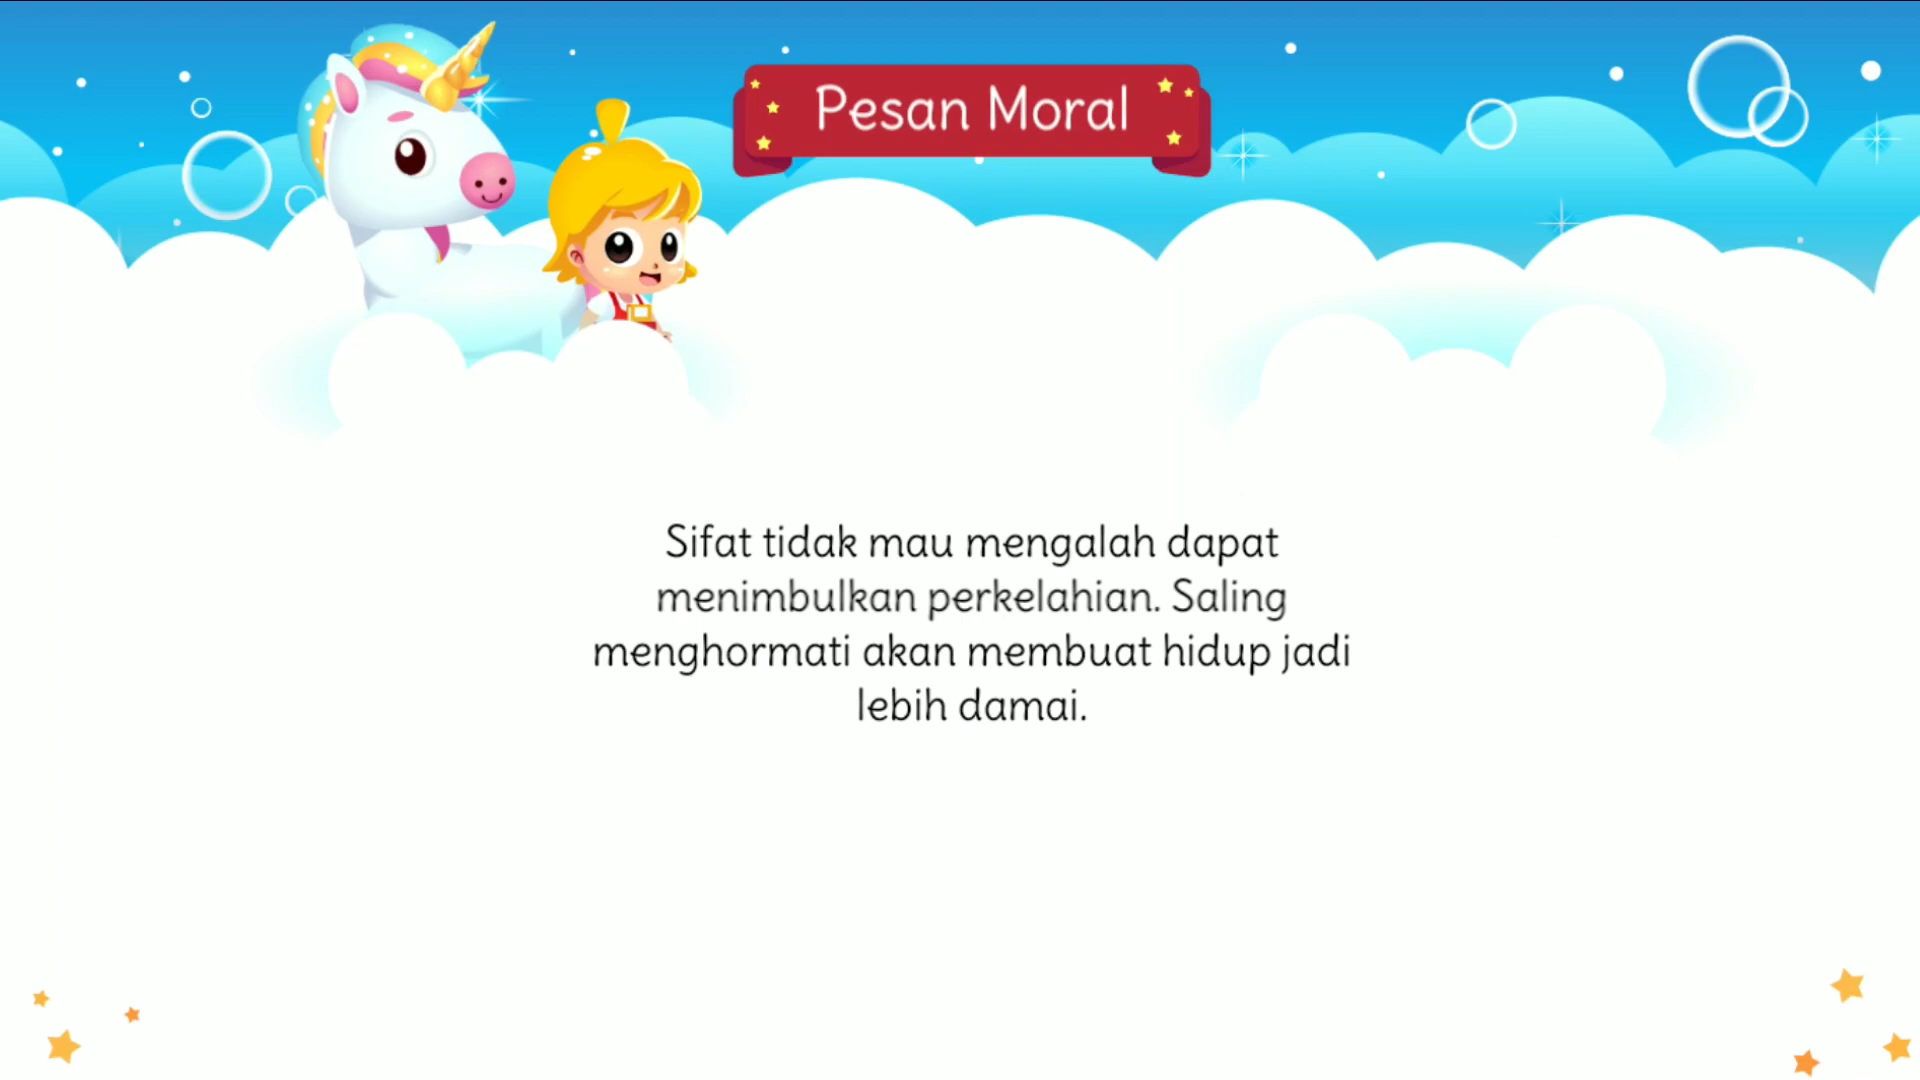 Pesan Moral
Sifat tidak mau mengalah dapat
menimbulkan perkelahian. Saling
menghormati akan membuat hidup jadi
lebih damai.